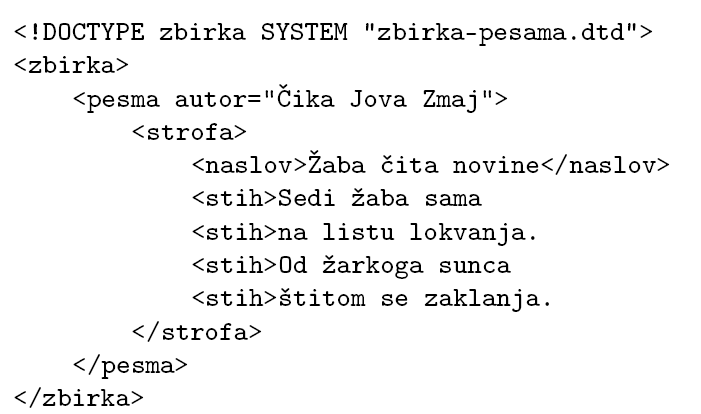 <!DOCTYPE zbirka SYSTEM "zbirka-pesama.dtd">
<zbirka>
    <pesma autor="Čika Jova Zmaj">
        <strofa>
            <naslov>Žaba čita novine</naslov>
            <stih>Sedi žaba sama
            <stih>na listu lokvanja.
            <stih>Od žarkoga sunca
            <stih>štitom se zaklanja.
        </strofa>
    </pesma>
</zbirka>